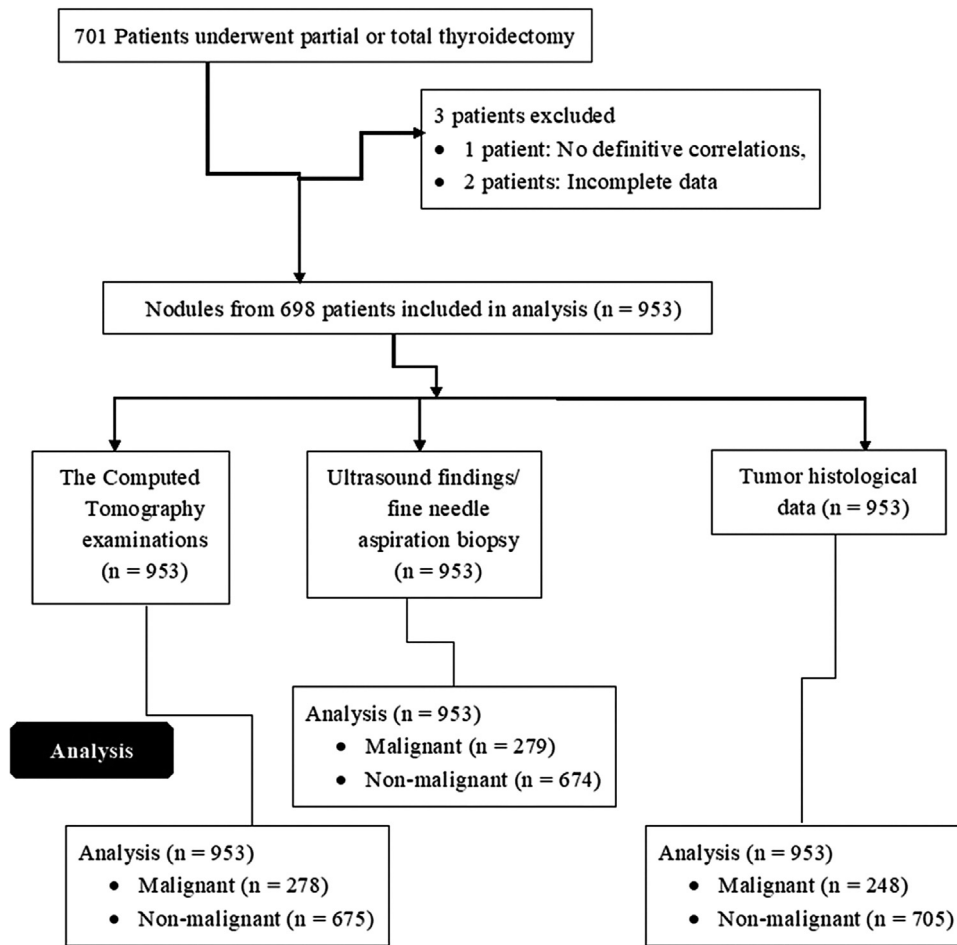 701 Patients underwent partial or total thyroidectomy
3 patients excluded
• 1 patient: No definitive correlations,
• 2 patients: Incomplete data
Nodules from 698 patients included in analysis (n = 953)
The Computed
Tomography
examinations
(n = 953)
Ultrasound findings/
fine needle
aspiration biopsy
(n = 953)
Tumor histological
data (n = 953)
Analysis
Analysis (n = 953)
• Malignant (n = 279)
• Non-malignant (n = 674)
Analysis (n = 953)
• Malignant (n = 278)
• Non-malignant (n = 675)
Analysis (n = 953)
• Malignant (n = 248)
• Non-malignant (n = 705)